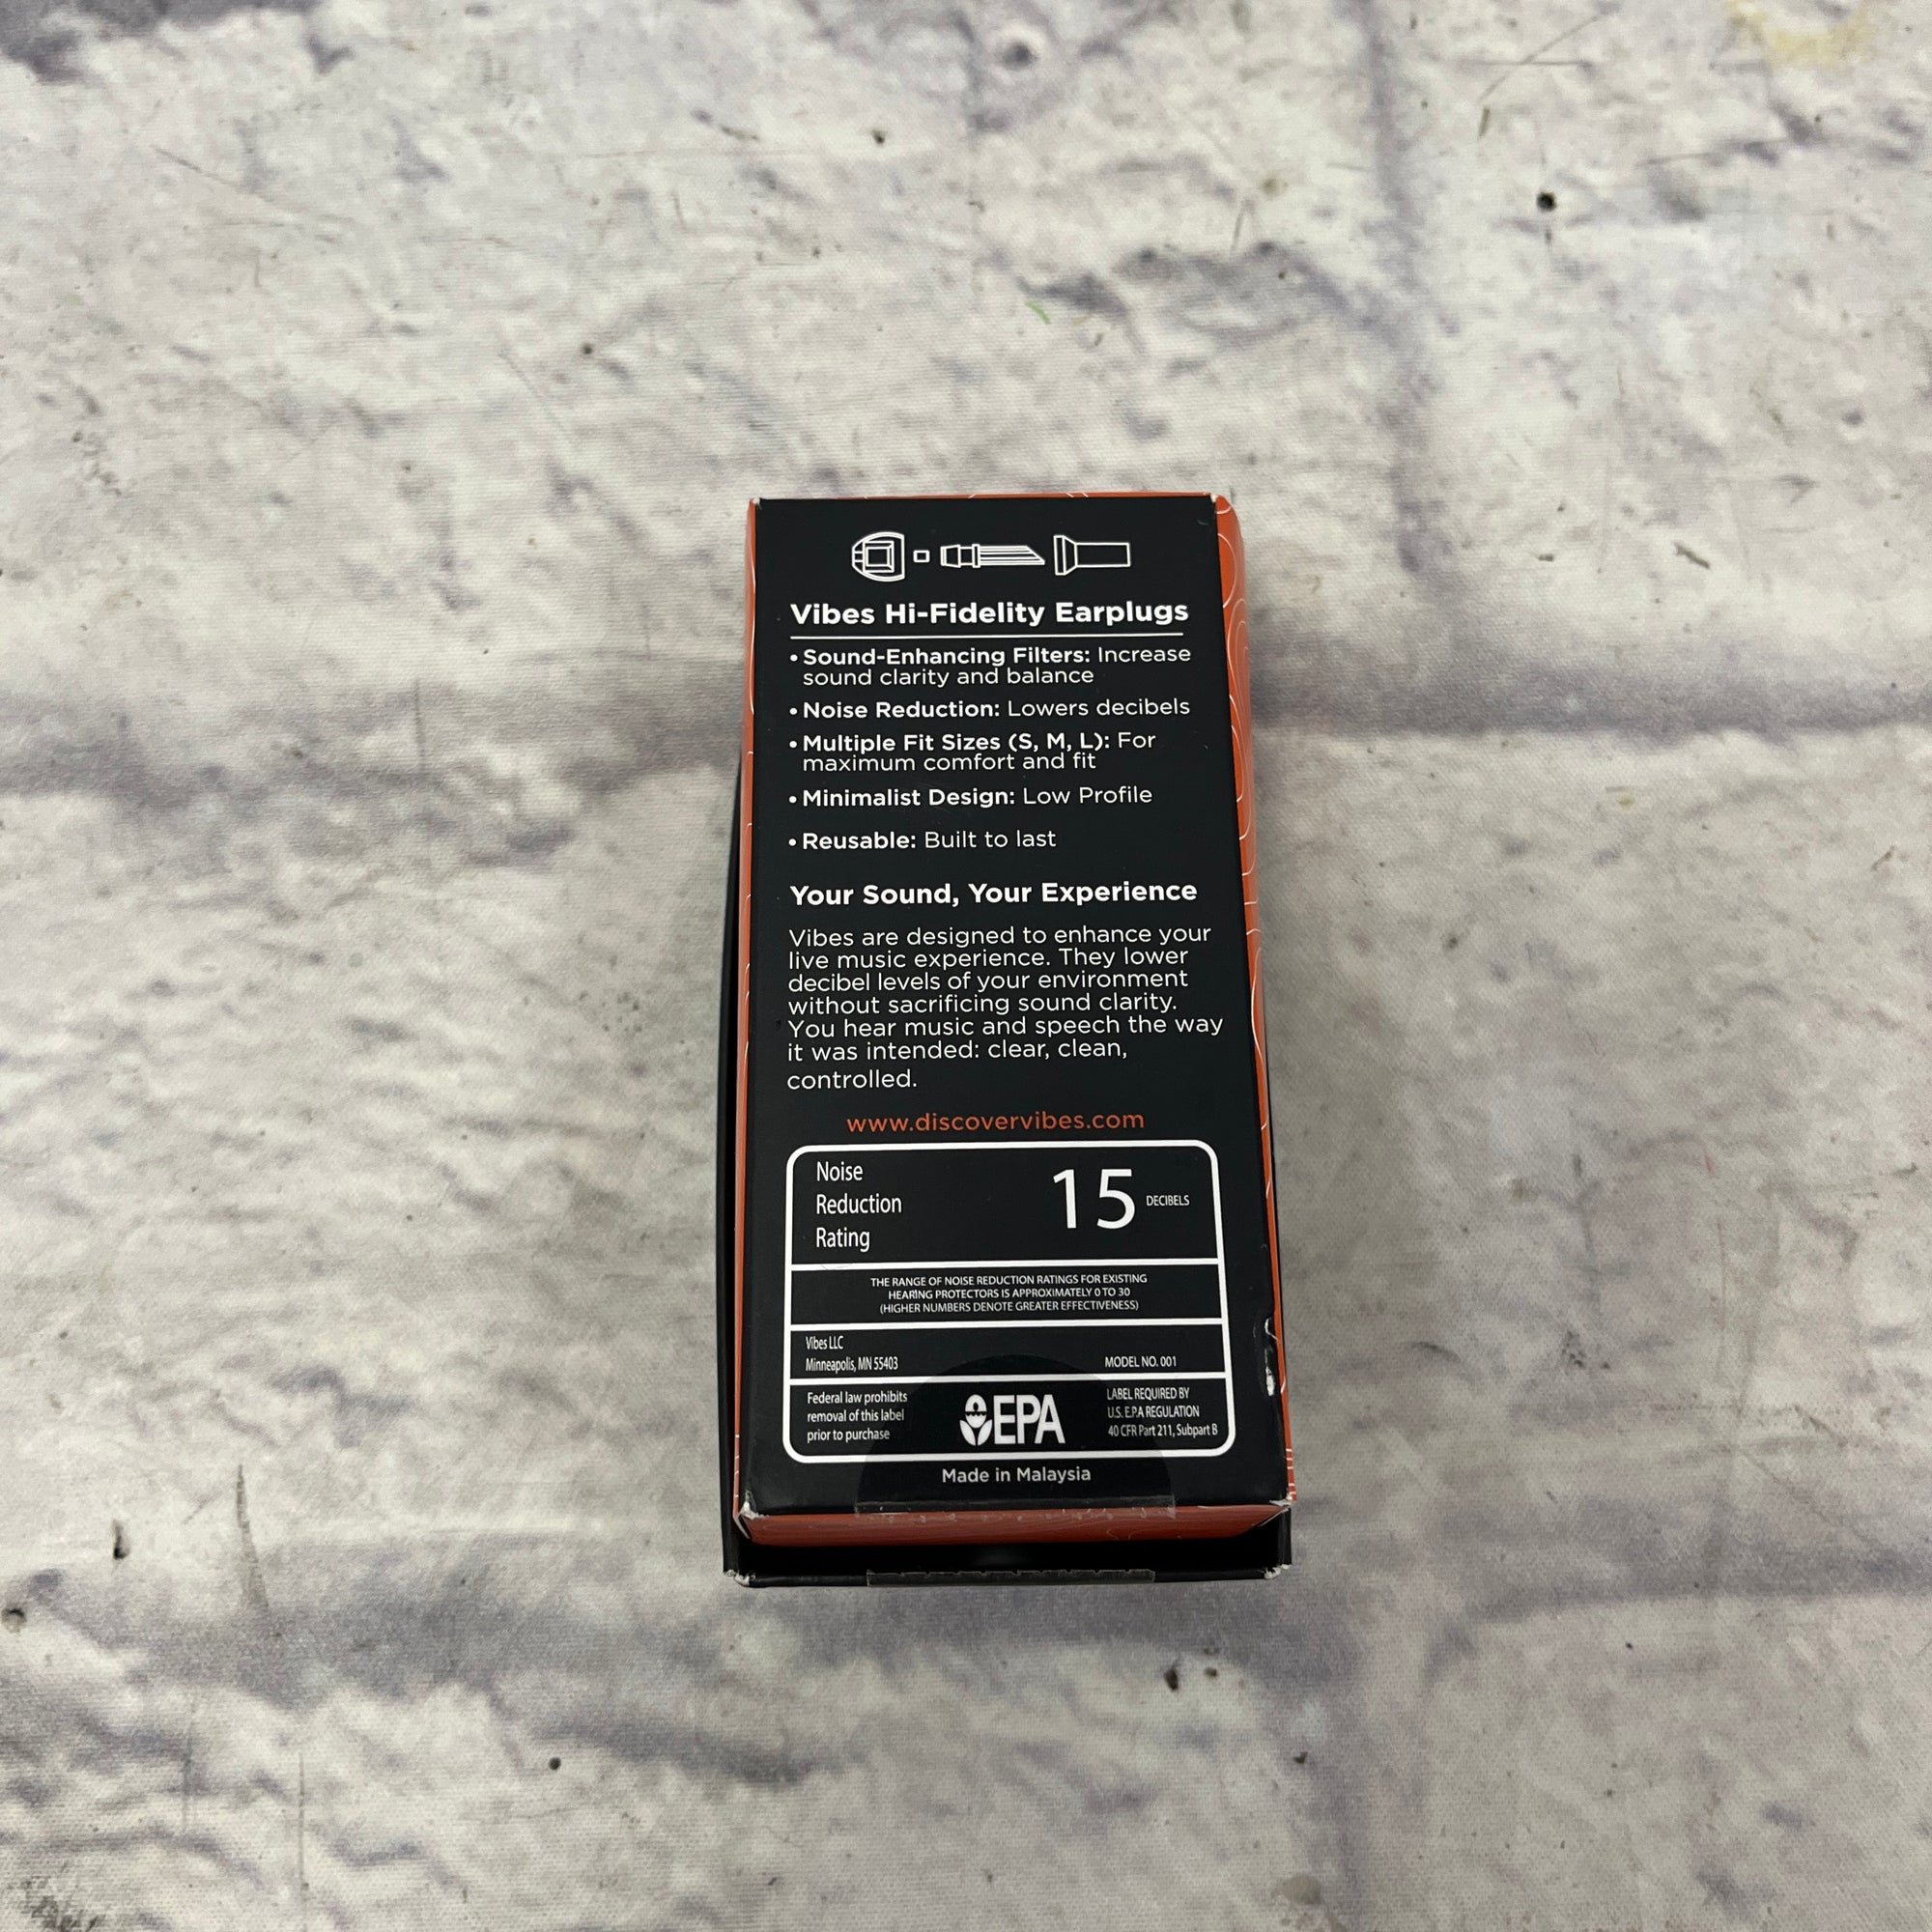 Vibes Hi-Fidelity Earplugs
• Sound-Enhancing Filters: Increase
sound clarity and balance
• Noise Reduction: Lowers decibels
• Multiple Fit Sizes (S, M, L): For
maximum comfort and fit
• Minimalist Design: Low Profile
• Reusable: Built to last
Your Sound, Your Experience
Vibes are designed to enhance your
live music experience. They lower
decibel levels of your environment
without sacrificing sound clarity.
You hear music and speech the way
it was intended: clear, clean,
controlled.
www.discovervibes.com
Noise
Reduction
Rating
15 DECIBELS
THE RANGE OF NOISE REDUCTION RATINGS FOR EXISTING
HEARING PROTECTORS IS APPROXIMATELY 0 TO 30
(HIGHER NUMBERS DENOTE GREATER EFFECTIVENESS)
Vibes LLC
Minneapolis, MN 55403
MODEL NO. 001
Federal law prohibits
removal of this label
prior to purchase
EPA
LABEL REQUIRED BY
U.S. E.P.A REGULATION
40 CFR Part 211, Subpart B
Made in Malaysia